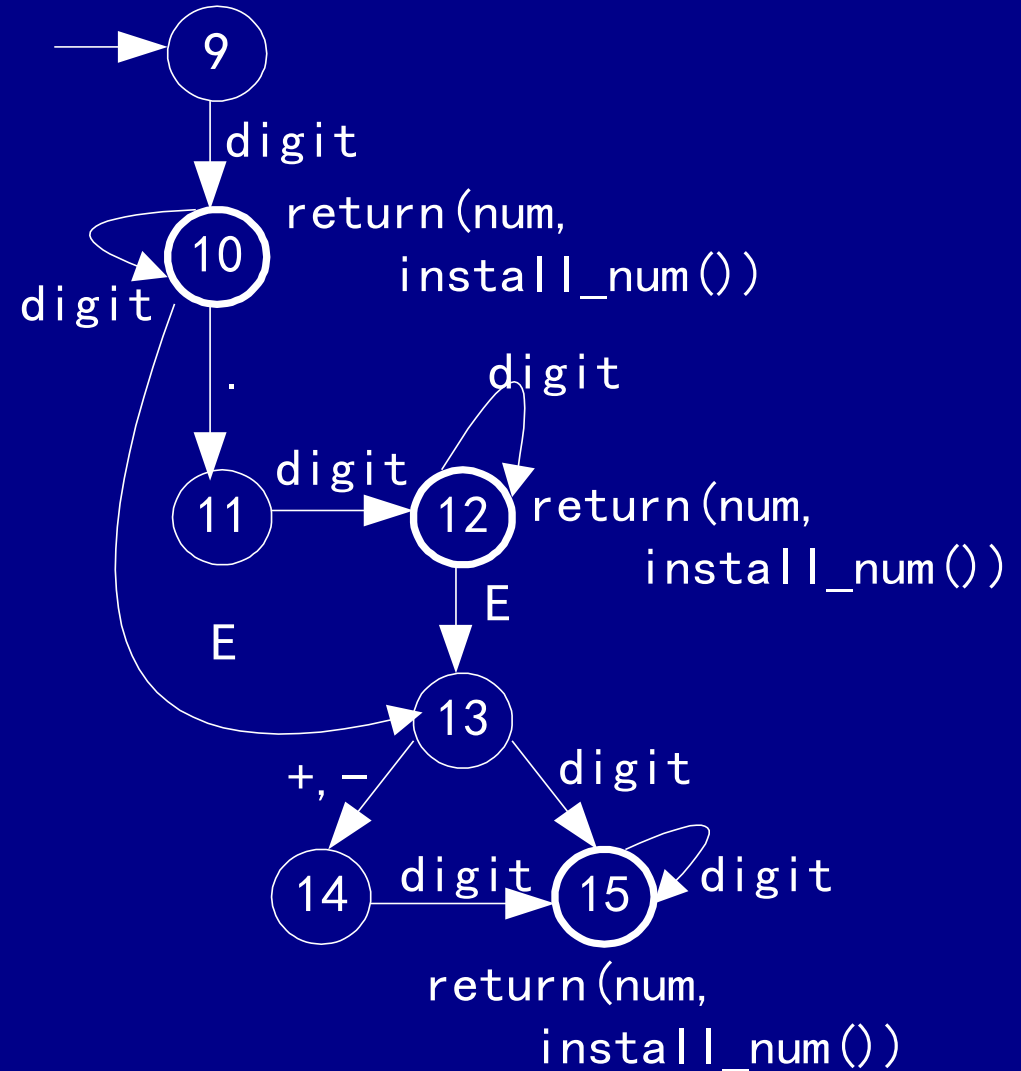 9
digit
return(num,
10
install_num())
digit
.
digit
digit
11
12
return(num,
install_num())
E
E
13
+,-
digit
14
digit
15
digit
return(num,
install_num())